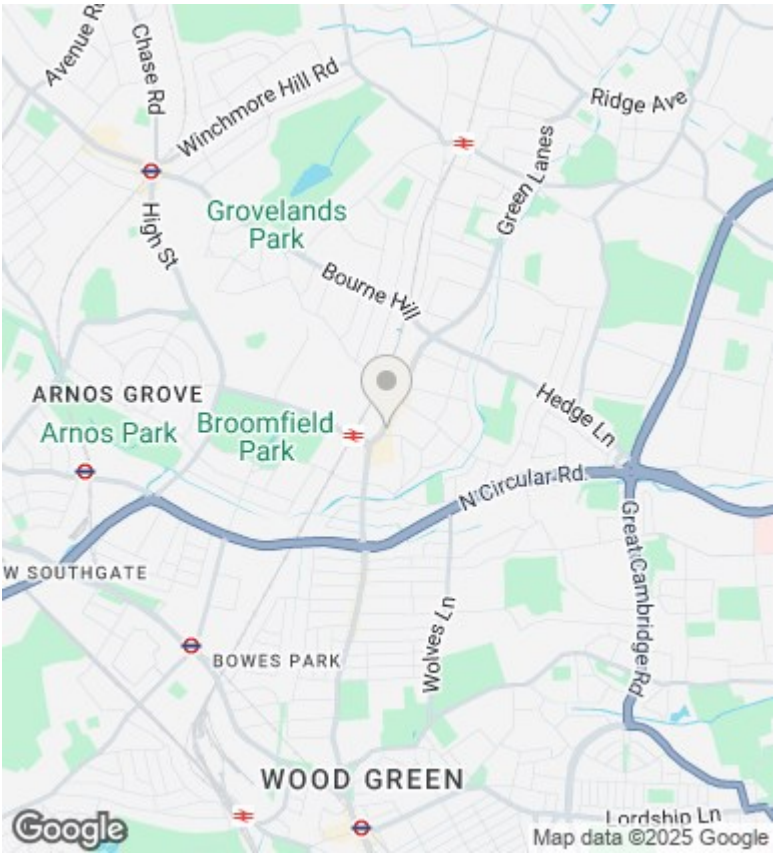 Avenue Rd
Chase Rd
Winchmore Hill Rd
Ridge Ave
Green Lanes
High St
Grovelands
Park
Bourne Hill
ARNOS GROVE
Arnos Park
Broomfield
Park
Hedge Ln
N Circular Rd
Great Cambridge Rd
W SOUTHGATE
Wolves Ln
BOWES PARK
WOOD GREEN
Lordship Ln
Google
Map data ©2025 Google